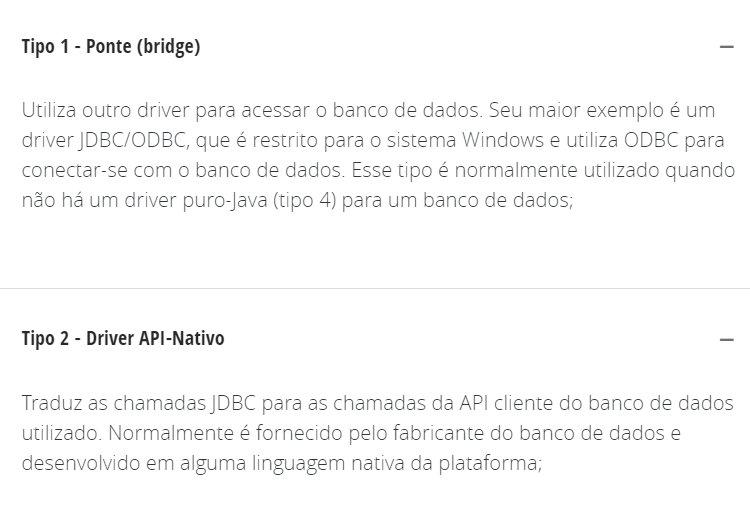 Tipo 1 - Ponte (bridge)
Utiliza outro driver para acessar o banco de dados. Seu maior exemplo é um
driver JDBC/ODBC, que é restrito para o sistema Windows e utiliza ODBC para
conectar-se com o banco de dados. Esse tipo é normalmente utilizado quando
não há um driver puro-Java (tipo 4) para um banco de dados;
Tipo 2 - Driver API-Nativo
Traduz as chamadas JDBC para as chamadas da API cliente do banco de dados
utilizado. Normalmente é fornecido pelo fabricante do banco de dados e
desenvolvido em alguma linguagem nativa da plataforma;